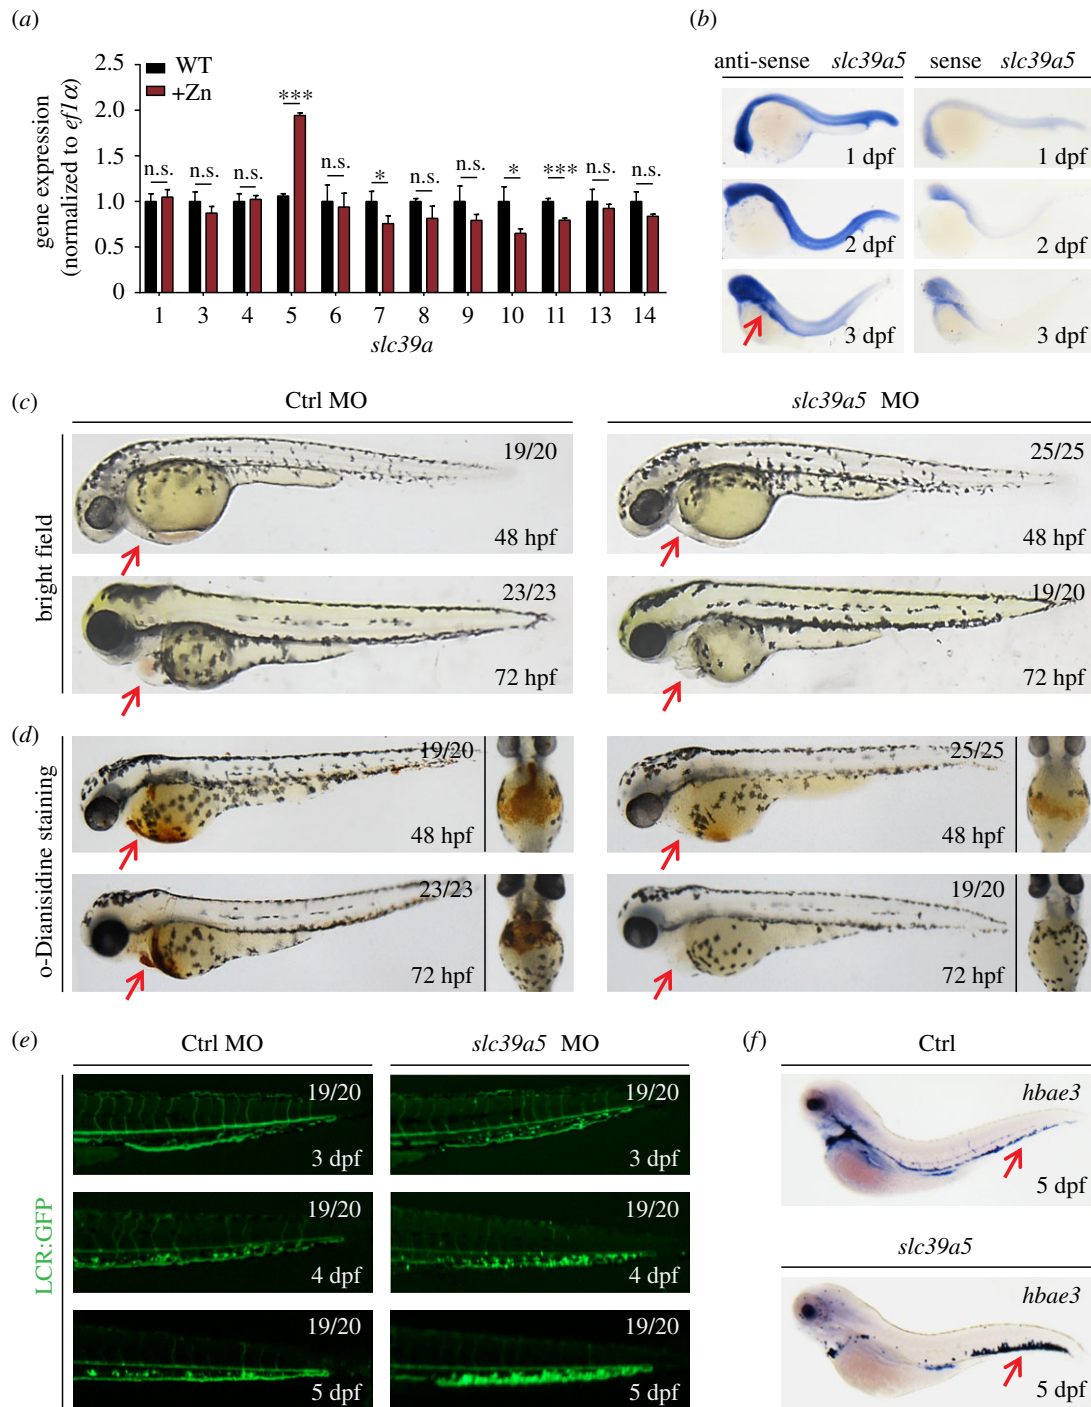 (a)
gene expression
(normalized to ef1α)
2.5
2.0
1.5
1.0
0.5
0
WT
+Zn
n.s. n.s. n.s. *** n.s. * n.s. n.s. * *** n.s. n.s.
1 3 4 5 6 7 8 9 10 11 13 14
slc39a
(b)
anti-sense slc39a5 sense slc39a5
1 dpf 1 dpf
2 dpf 2 dpf
3 dpf 3 dpf
(c)
Ctrl MO slc39a5 MO
bright field
19/20 25/25
48 hpf 48 hpf
23/23 19/20
72 hpf 72 hpf
(d)
o-Dianisidine staining
19/20 25/25
48 hpf 48 hpf
23/23 19/20
72 hpf 72 hpf
(e)
Ctrl MO slc39a5 MO
LCR:GFP
19/20 19/20
3 dpf 3 dpf
19/20 19/20
4 dpf 4 dpf
19/20 19/20
5 dpf 5 dpf
(f)
Ctrl
hbae3
5 dpf
slc39a5
hbae3
5 dpf